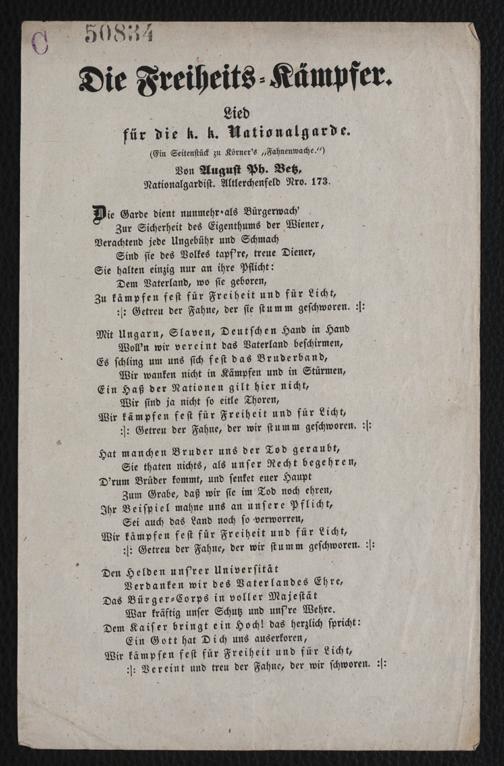 C 50834
Die Freiheits-Kämpfer.
Lied
für die k. k. Nationalgarde.
(Ein Seitenstück zu Körner's „Fahnenwache.")
Von August Ph. Betz,
Nationalgardist. Altlerchenfeld Nro. 173.
Die Garde dient nunmehr als Bürgerwach'
Zur Sicherheit des Eigenthums der Wiener,
Verachtend jede Ungebühr und Schmach
Sind sie des Volkes tapf're, treue Diener,
Sie halten einzig nur an ihre Pflicht:
Dem Vaterland, wo sie geboren,
Zu kämpfen fest für Freiheit und für Licht,
:|: Getreu der Fahne, der sie stumm geschworen. :|:
Mit Ungarn, Slaven, Deutschen Hand in Hand
Woll'n wir vereint das Vaterland beschirmen,
Es schling um uns sich fest das Bruderband,
Wir wanken nicht in Kämpfen und in Stürmen,
Ein Haß der Nationen gilt hier nicht,
Wir sind ja nicht so eitle Thoren,
Wir kämpfen fest für Freiheit und für Licht,
:|: Getreu der Fahne, der wir stumm geschworen. :|:
Hat manchen Bruder uns der Tod geraubt,
Sie thaten nichts, als unser Recht begehren,
D'rum Brüder kommt, und senket euer Haupt
Zum Grabe, daß wir sie im Tod noch ehren,
Ihr Beispiel mahne uns an unsere Pflicht,
Sei auch das Land noch so verworren,
Wir kämpfen fest für Freiheit und für Licht,
:|: Getreu der Fahne, der wir stumm geschworen. :|:
Den Helden uns'rer Universität
Verdanken wir des Vaterlandes Ehre,
Das Bürger-Corps in voller Majestät
War kräftig unser Schutz und uns're Wehre.
Dem Kaiser bringt ein Hoch! das herzlich spricht:
Ein Gott hat Dich uns auserkoren,
Wir kämpfen fest für Freiheit und für Licht,
:|: Vereint und treu der Fahne, der wir schworen. :|: